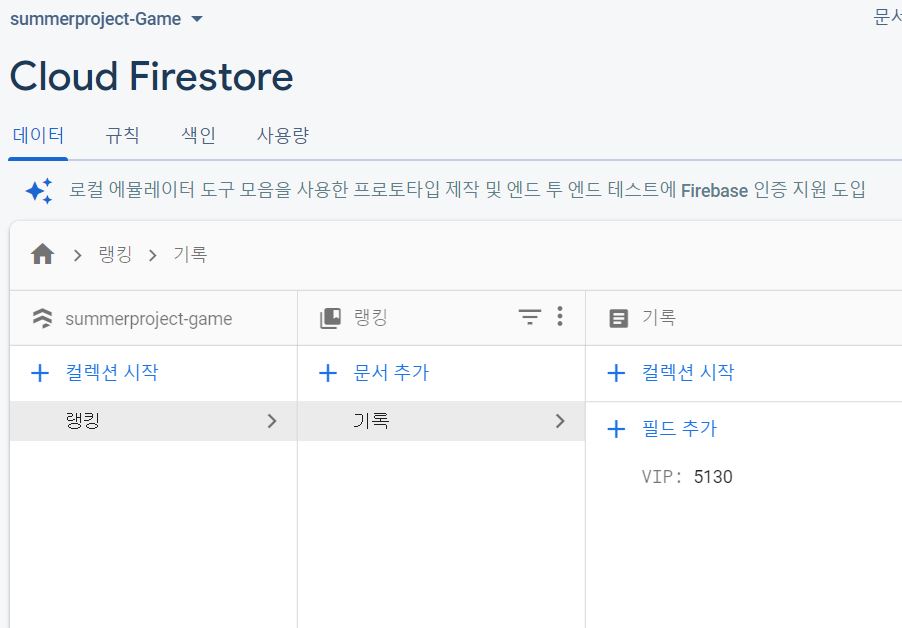 summerproject-Game
문서
Cloud Firestore
데이터 규칙 색인 사용량
로컬 에뮬레이터 도구 모음을 사용한 프로토타입 제작 및 엔드 투 엔드 테스트에 Firebase 인증 지원 도입
랭킹 기록
summerproject-game 랭킹 기록
컬렉션 시작 문서 추가 컬렉션 시작
랭킹 기록
필드 추가
VIP: 5130